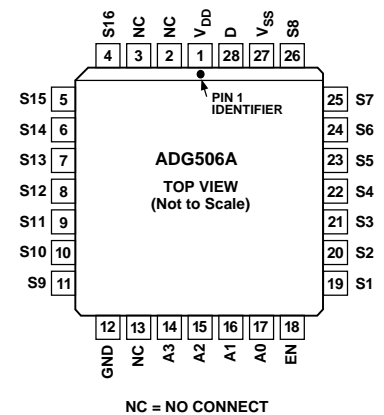 S16 NC NC VDD D VSS S8
4 3 2 1 28 27 26
PIN 1
IDENTIFIER
S15 5
S14 6
S13 7
S12 8
S11 9
S10 10
S9 11
ADG506A
TOP VIEW
(Not to Scale)
25 S7
24 S6
23 S5
22 S4
21 S3
20 S2
19 S1
12 13 14 15 16 17 18
GND NC A3 A2 A1 A0 EN
NC = NO CONNECT